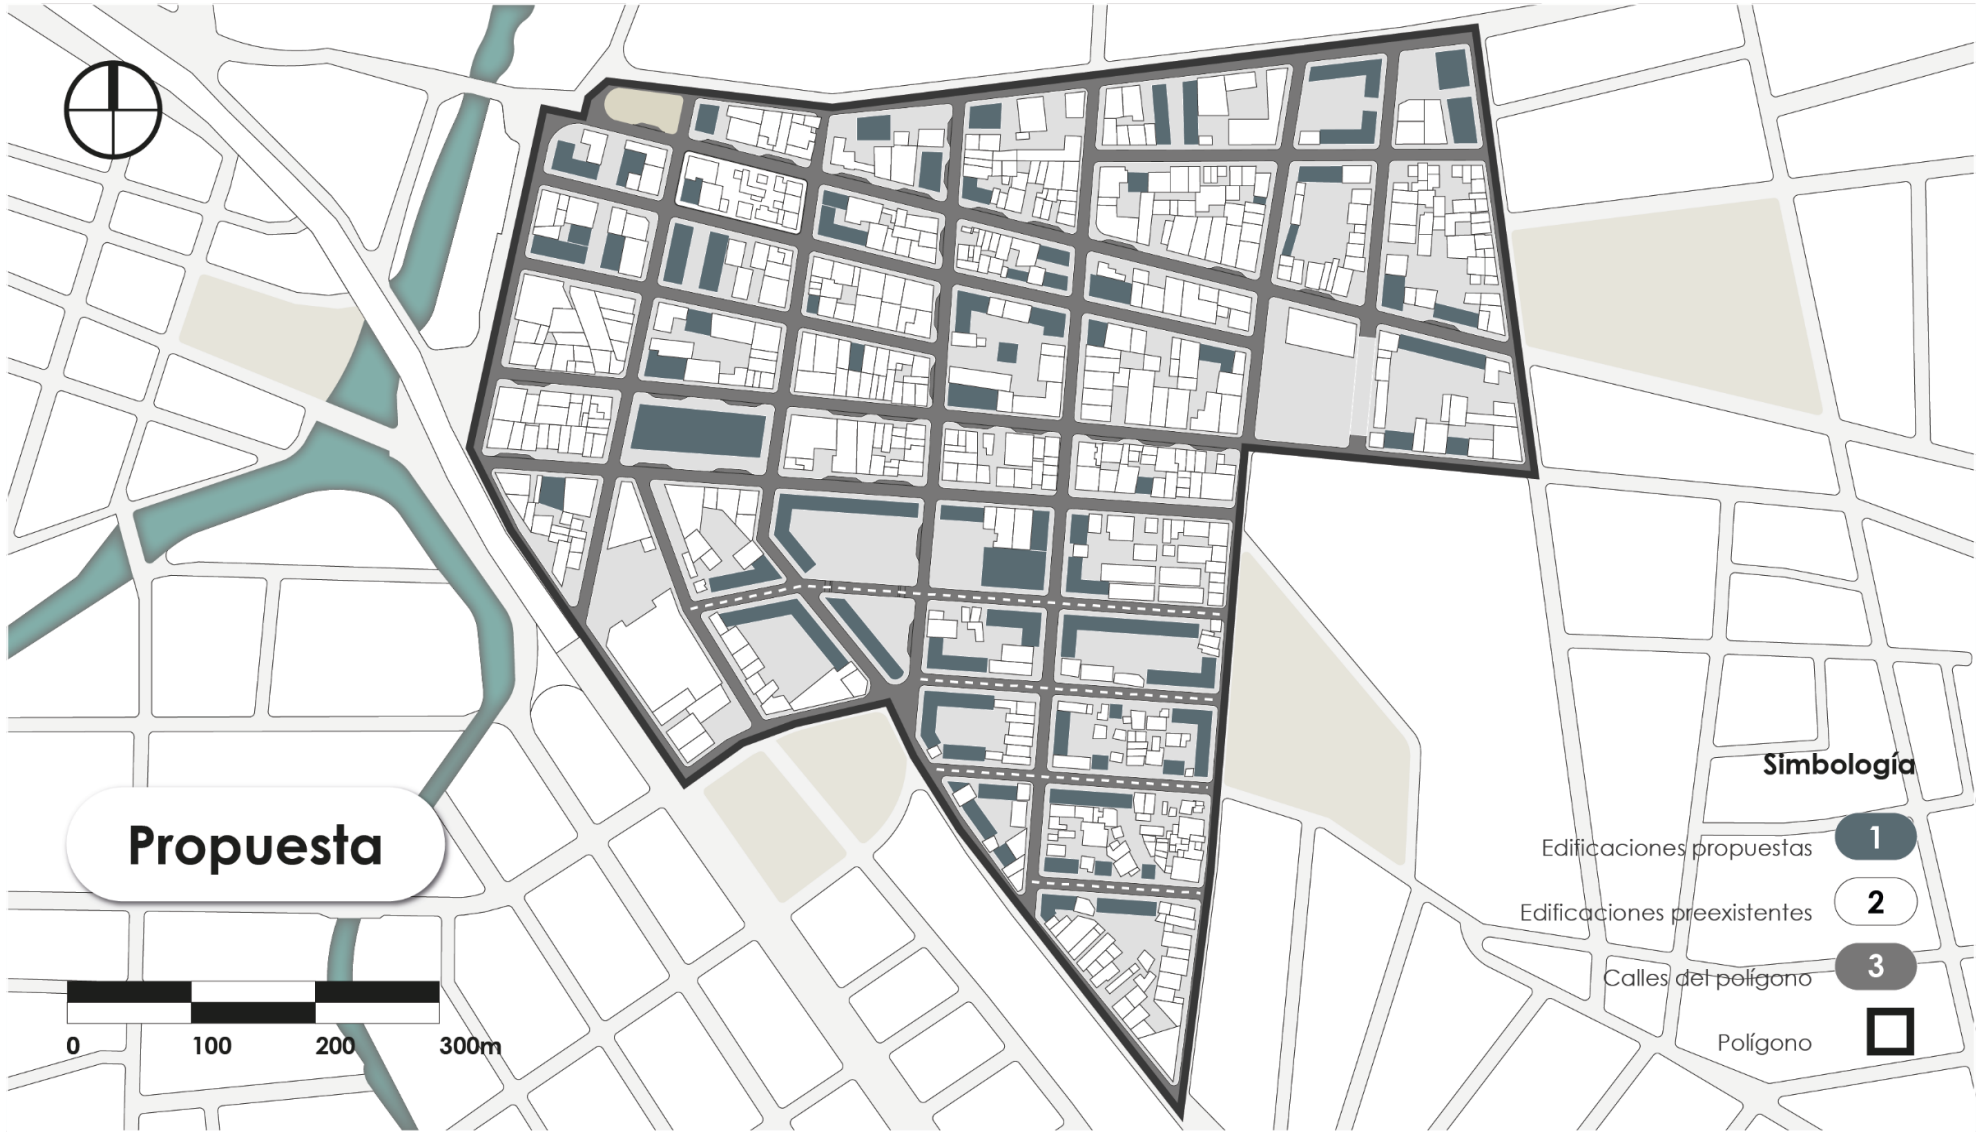 Simbología
Edificaciones propuestas 1
Edificaciones preexistentes 2
Calles del polígono 3
Polígono
Propuesta
0 100 200 300m